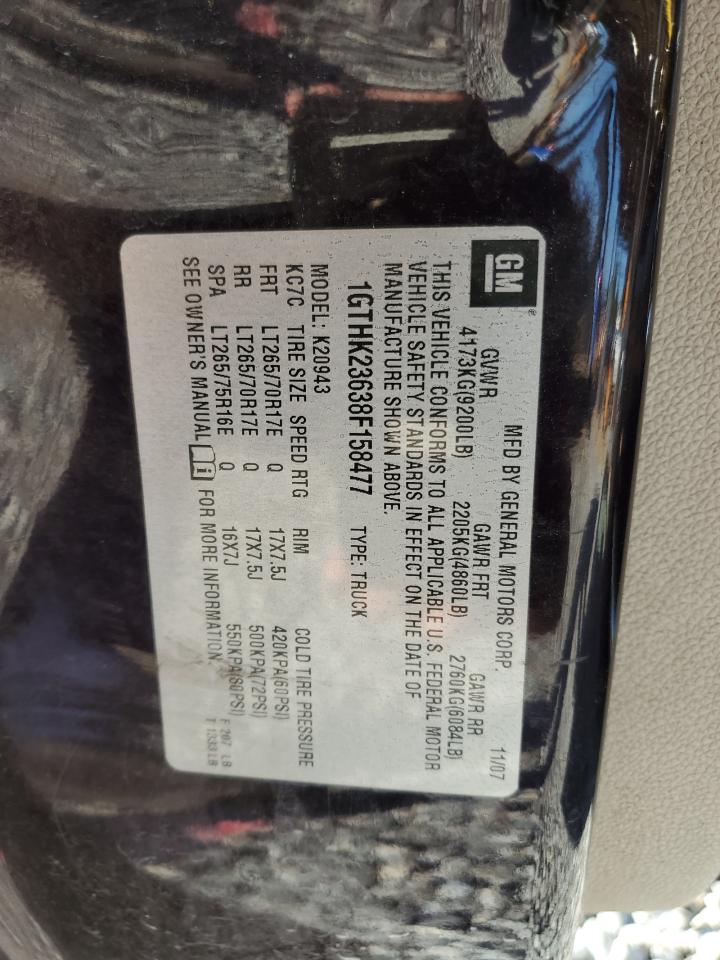 GM®
MFD BY GENERAL MOTORS CORP. 11/07
GVWR GAWR FRT GAWR RR
4173KG(9200LB) 2205KG(4860LB) 2760KG(6084LB)
THIS VEHICLE CONFORMS TO ALL APPLICABLE U.S. FEDERAL MOTOR
VEHICLE SAFETY STANDARDS IN EFFECT ON THE DATE OF
MANUFACTURE SHOWN ABOVE.
1GTHK23638F158477 TYPE: TRUCK
MODEL: K20943
KC7C TIRE SIZE SPEED RTG RIM COLD TIRE PRESSURE
FRT LT265/70R17E Q 17X7.5J 420KPA(60PSI)
RR LT265/70R17E Q 17X7.5J 500KPA(72PSI)
SPA LT265/75R16E Q 16X7J 550KPA(80PSI)
SEE OWNER'S MANUAL i FOR MORE INFORMATION.
F 207 LB
T 1333 LB